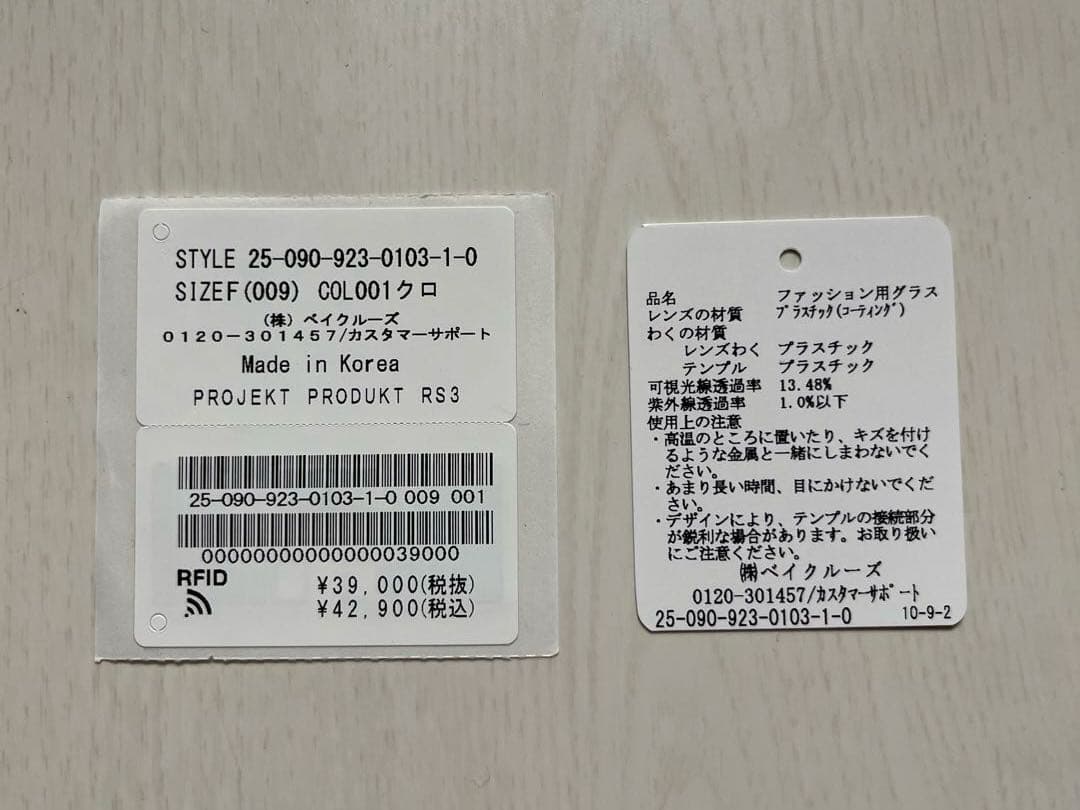 STYLE 25-090-923-0103-1-0
SIZEF(009) COL001クロ
(株) ベイクルーズ
0120-301457/カスタマーサポート
Made in Korea
PROJEKT PRODUKT RS3
25-090-923-0103-1-0 009 001
00000000000000039000
RFID
¥39,000(税抜)
¥42,900(税込)
品名 ファッション用グラス
レンズの材質 プラスチック(コーティング)
わくの材質
レンズわく プラスチック
テンプル プラスチック
可視光線透過率 13.48%
紫外線透過率 1.0%以下
使用上の注意
・高温のところに置いたり、キズを付け
るような金属と一緒にしまわないでく
ださい。
・あまり長い時間、目にかけないでくだ
さい。
・デザインにより、テンプルの接続部分
が鋭利な場合があります。お取り扱い
にご注意ください。
㈱ベイクルーズ
0120-301457/カスタマーサポート
25-090-923-0103-1-0 10-9-2